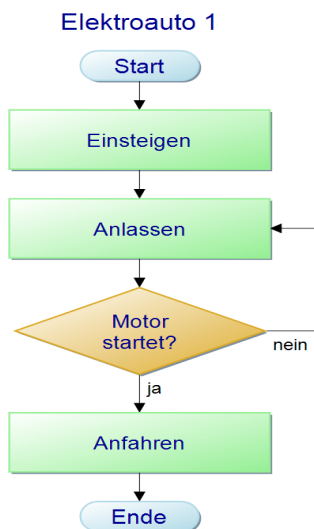 Elektroauto 1
Start
Einsteigen
Anlassen
Motor
startet?
nein
ja
Anfahren
Ende